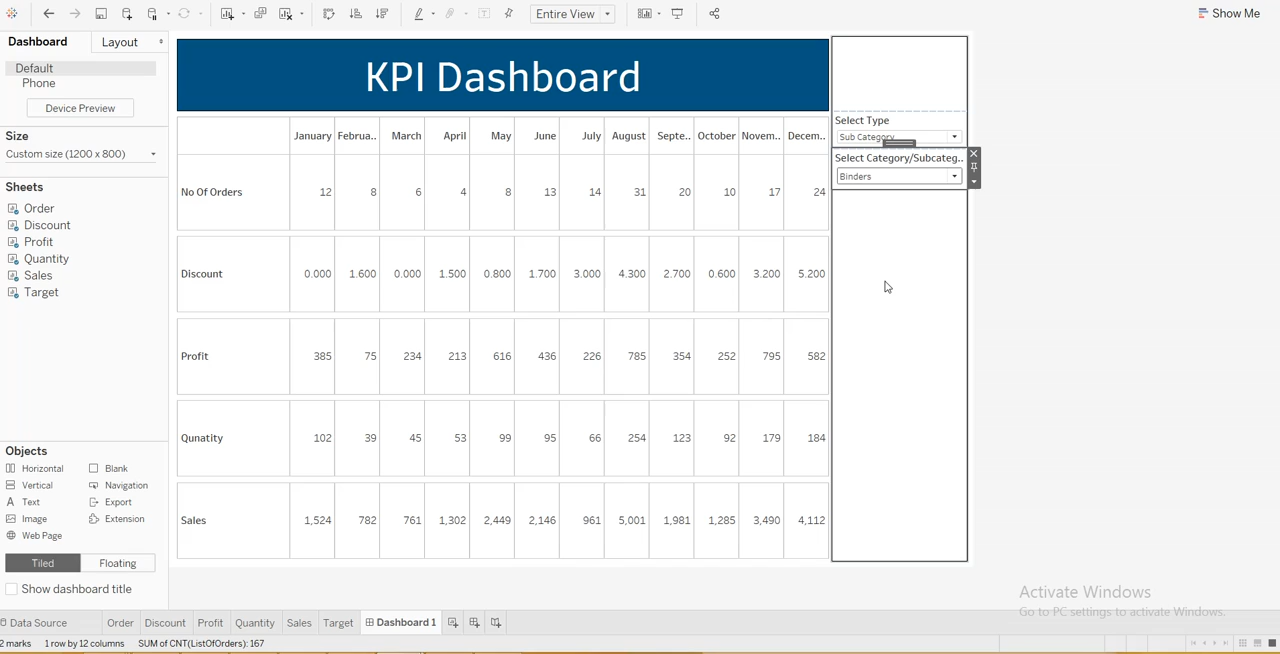 Entire View
Show Me
Dashboard
Layout
Default
Phone
Device Preview
Size
Custom size (1200 x 800)
Sheets
Order
Discount
Profit
Quantity
Sales
Target
Objects
Horizontal Blank
Vertical Navigation
Text Export
Image Extension
Web Page
Tiled Floating
Show dashboard title
KPI Dashboard
January Februa.. March April May June July August Septe.. October Novem.. Decem..
No Of Orders 12 8 6 4 8 13 14 31 20 10 17 24
Discount 0.000 1.600 0.000 1.500 0.800 1.700 3.000 4.300 2.700 0.600 3.200 5.200
Profit 385 75 234 213 616 436 226 785 354 252 795 582
Qunatity 102 39 45 53 99 95 66 254 123 92 179 184
Sales 1,524 782 761 1,302 2,449 2,146 961 5,001 1,981 1,285 3,490 4,112
Select Type
Sub Category
Select Category/Subcateg..
Binders
Activate Windows
Go to PC settings to activate Windows.
Data Source Order Discount Profit Quantity Sales Target Dashboard 1
2 marks 1 row by 12 columns SUM of CNT(ListOfOrders): 167